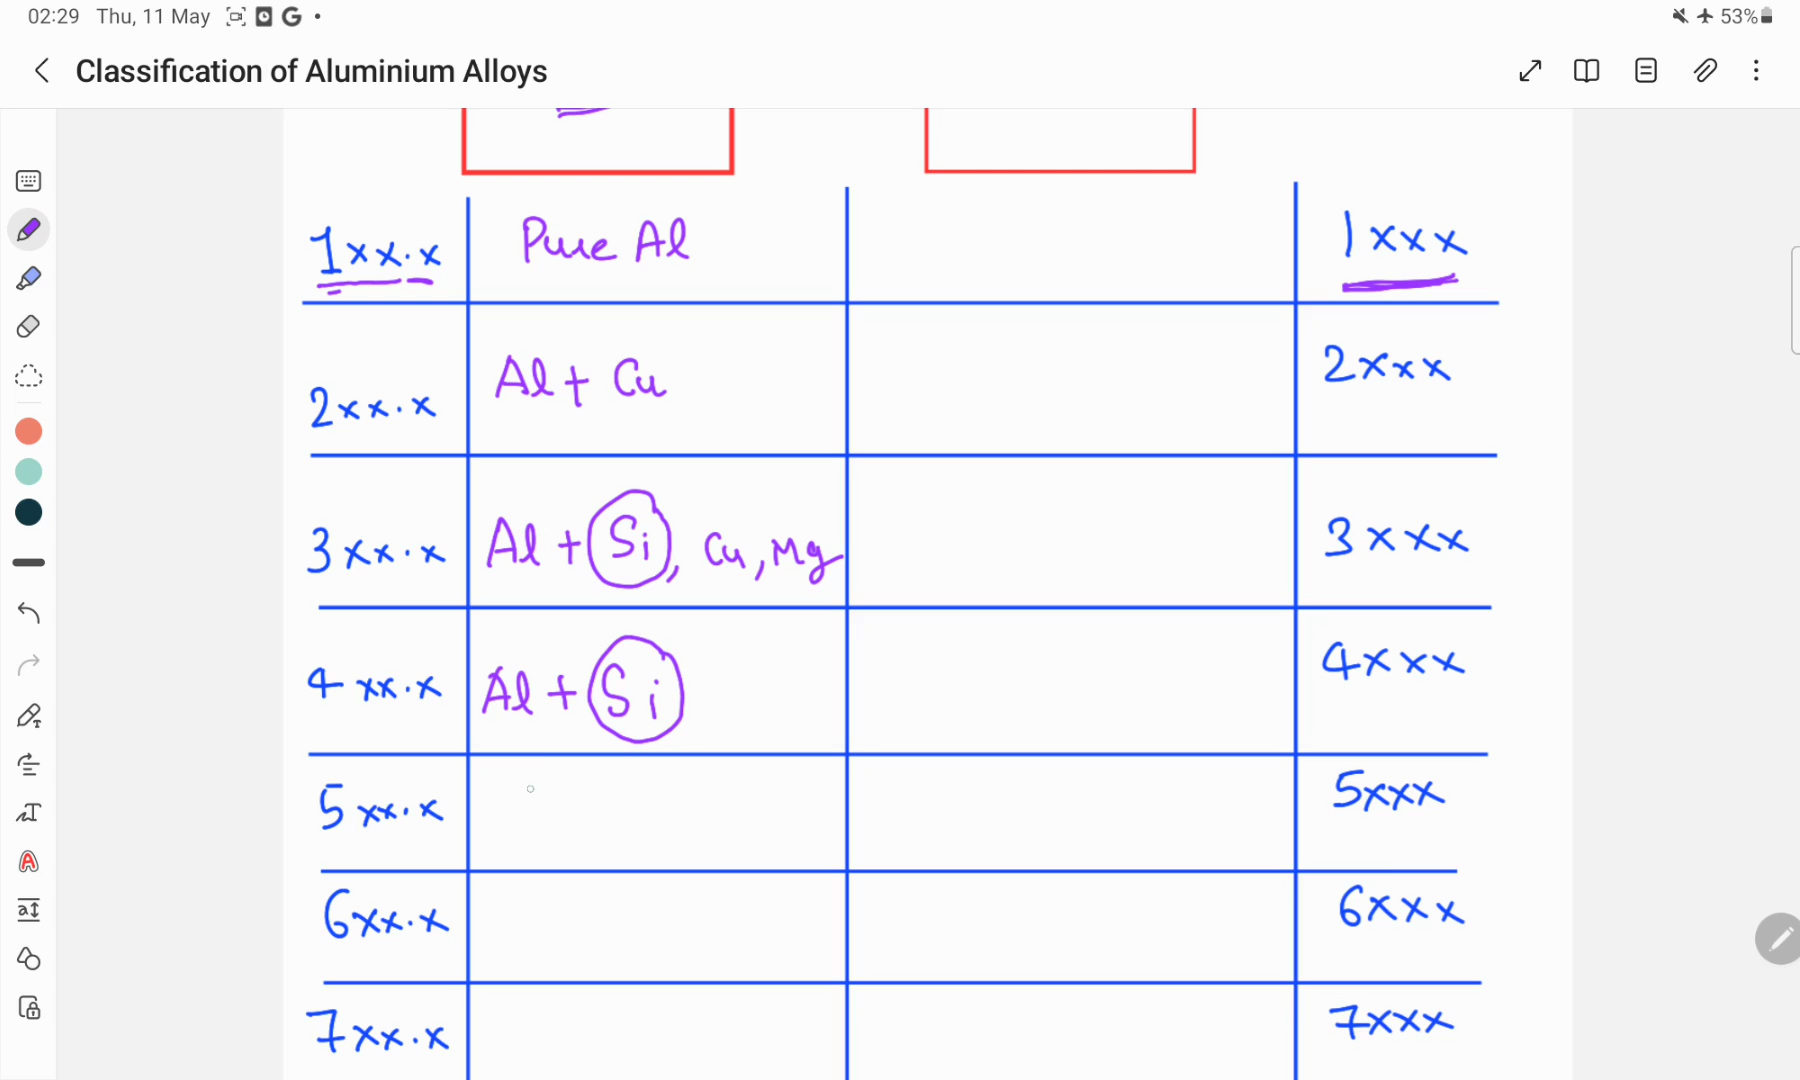 02:29 Thu, 11 May G 53%
Classification of Aluminium Alloys
1xx.x Pure Al 1xxx
2xx.x Al + Cu 2xxx
3xx.x Al + Si, Cu, Mg 3xxx
4xx.x Al + Si 4xxx
5xx.x 5xxx
6xx.x 6xxx
7xx.x 7xxx